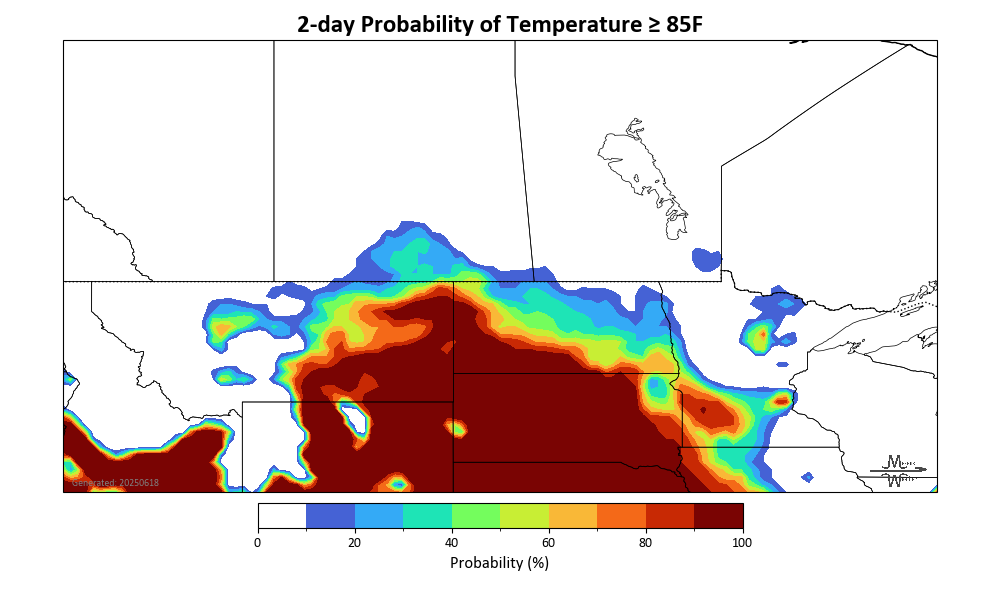 2-day Probability of Temperature ≥ 85F
Generated: 20250618
0 20 40 60 80 100
Probability (%)